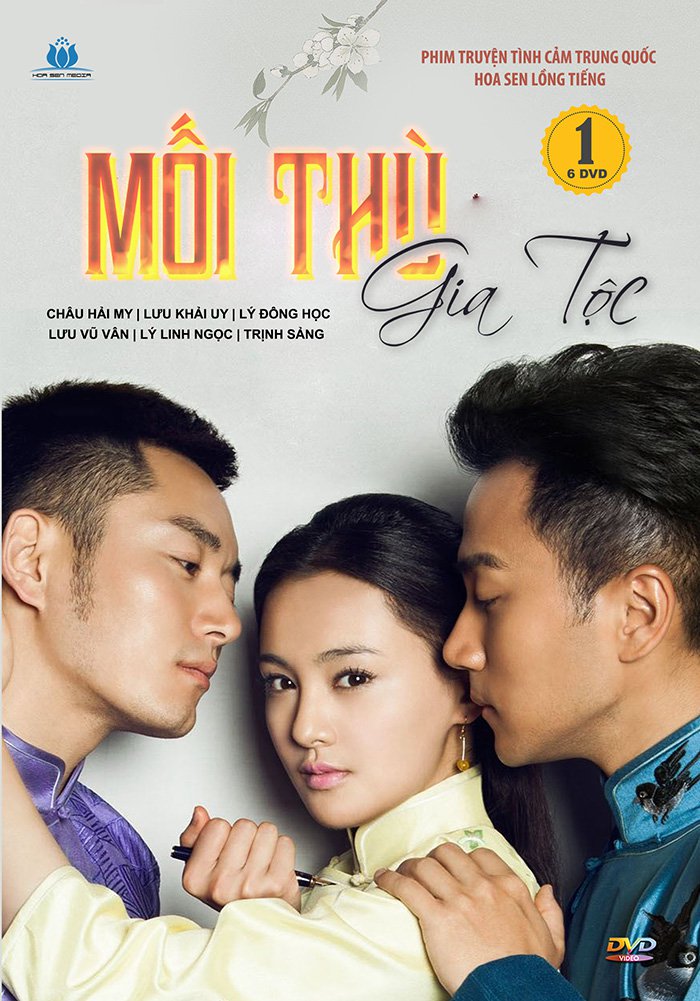 HOA SEN MEDIA
PHIM TRUYỆN TÌNH CẢM TRUNG QUỐC
HOA SEN LỒNG TIẾNG
1
6 DVD
MỐI THÙ
Gia Tộc
CHÂU HẢI MY | LƯU KHẢI UY | LÝ ĐÔNG HỌC
LƯU VŨ VÂN | LÝ LINH NGỌC | TRỊNH SẢNG
DVD
VIDEO